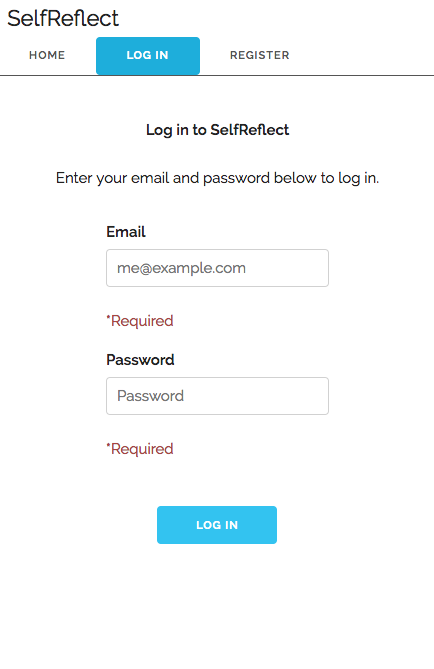 SelfReflect
HOME LOG IN REGISTER
Log in to SelfReflect
Enter your email and password below to log in.
Email
me@example.com
*Required
Password
Password
*Required
LOG IN